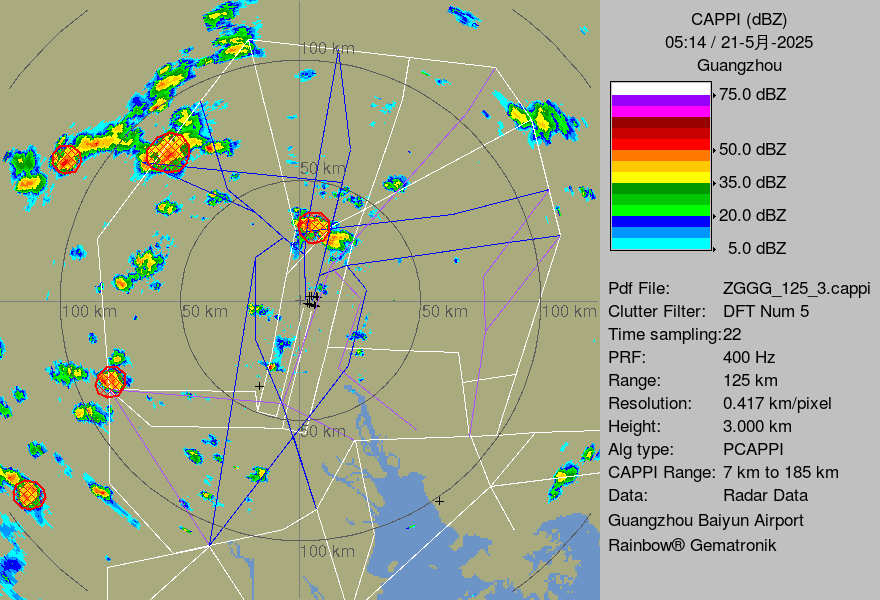 CAPPI (dBZ)
05:14 / 21-5月-2025
Guangzhou
75.0 dBZ
50.0 dBZ
35.0 dBZ
20.0 dBZ
5.0 dBZ
Pdf File: ZGGG_125_3.cappi
Clutter Filter: DFT Num 5
Time sampling:22
PRF: 400 Hz
Range: 125 km
Resolution: 0.417 km/pixel
Height: 3.000 km
Alg type: PCAPPI
CAPPI Range: 7 km to 185 km
Data: Radar Data
Guangzhou Baiyun Airport
Rainbow® Gematronik
100 km
50 km
100 km
50 km
50 km
100 km
50 km
100 km